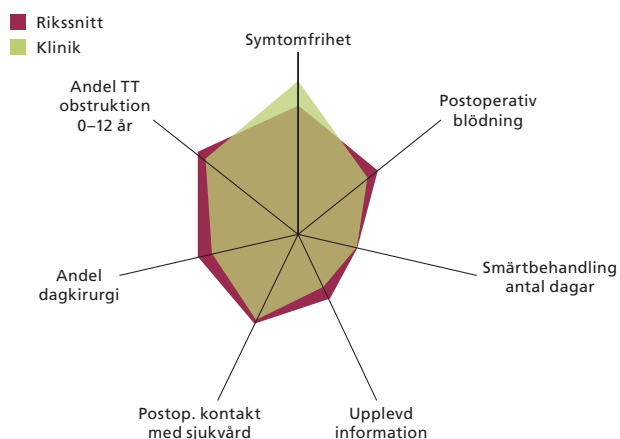 Rikssnitt
Klinik
Symtomfrihet
Andel TT
obstruktion
0–12 år
Postoperativ
blödning
Smärtbehandling
antal dagar
Andel
dagkirurgi
Postop. kontakt
med sjukvård
Upplevd
information